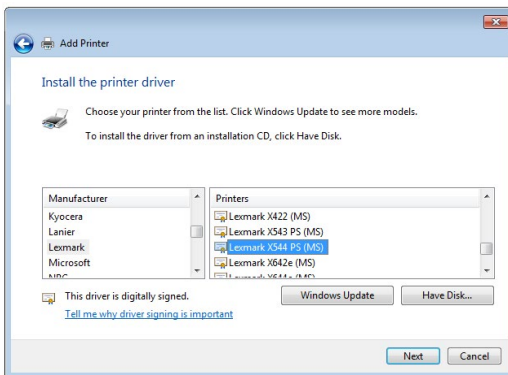 Add Printer
Install the printer driver
Choose your printer from the list. Click Windows Update to see more models.
To install the driver from an installation CD, click Have Disk.
Manufacturer
Kyocera
Lanier
Lexmark
Microsoft
Printers
Lexmark X422 (MS)
Lexmark X543 PS (MS)
Lexmark X544 PS (MS)
Lexmark X642e (MS)
This driver is digitally signed.
Tell me why driver signing is important
Windows Update
Have Disk...
Next
Cancel